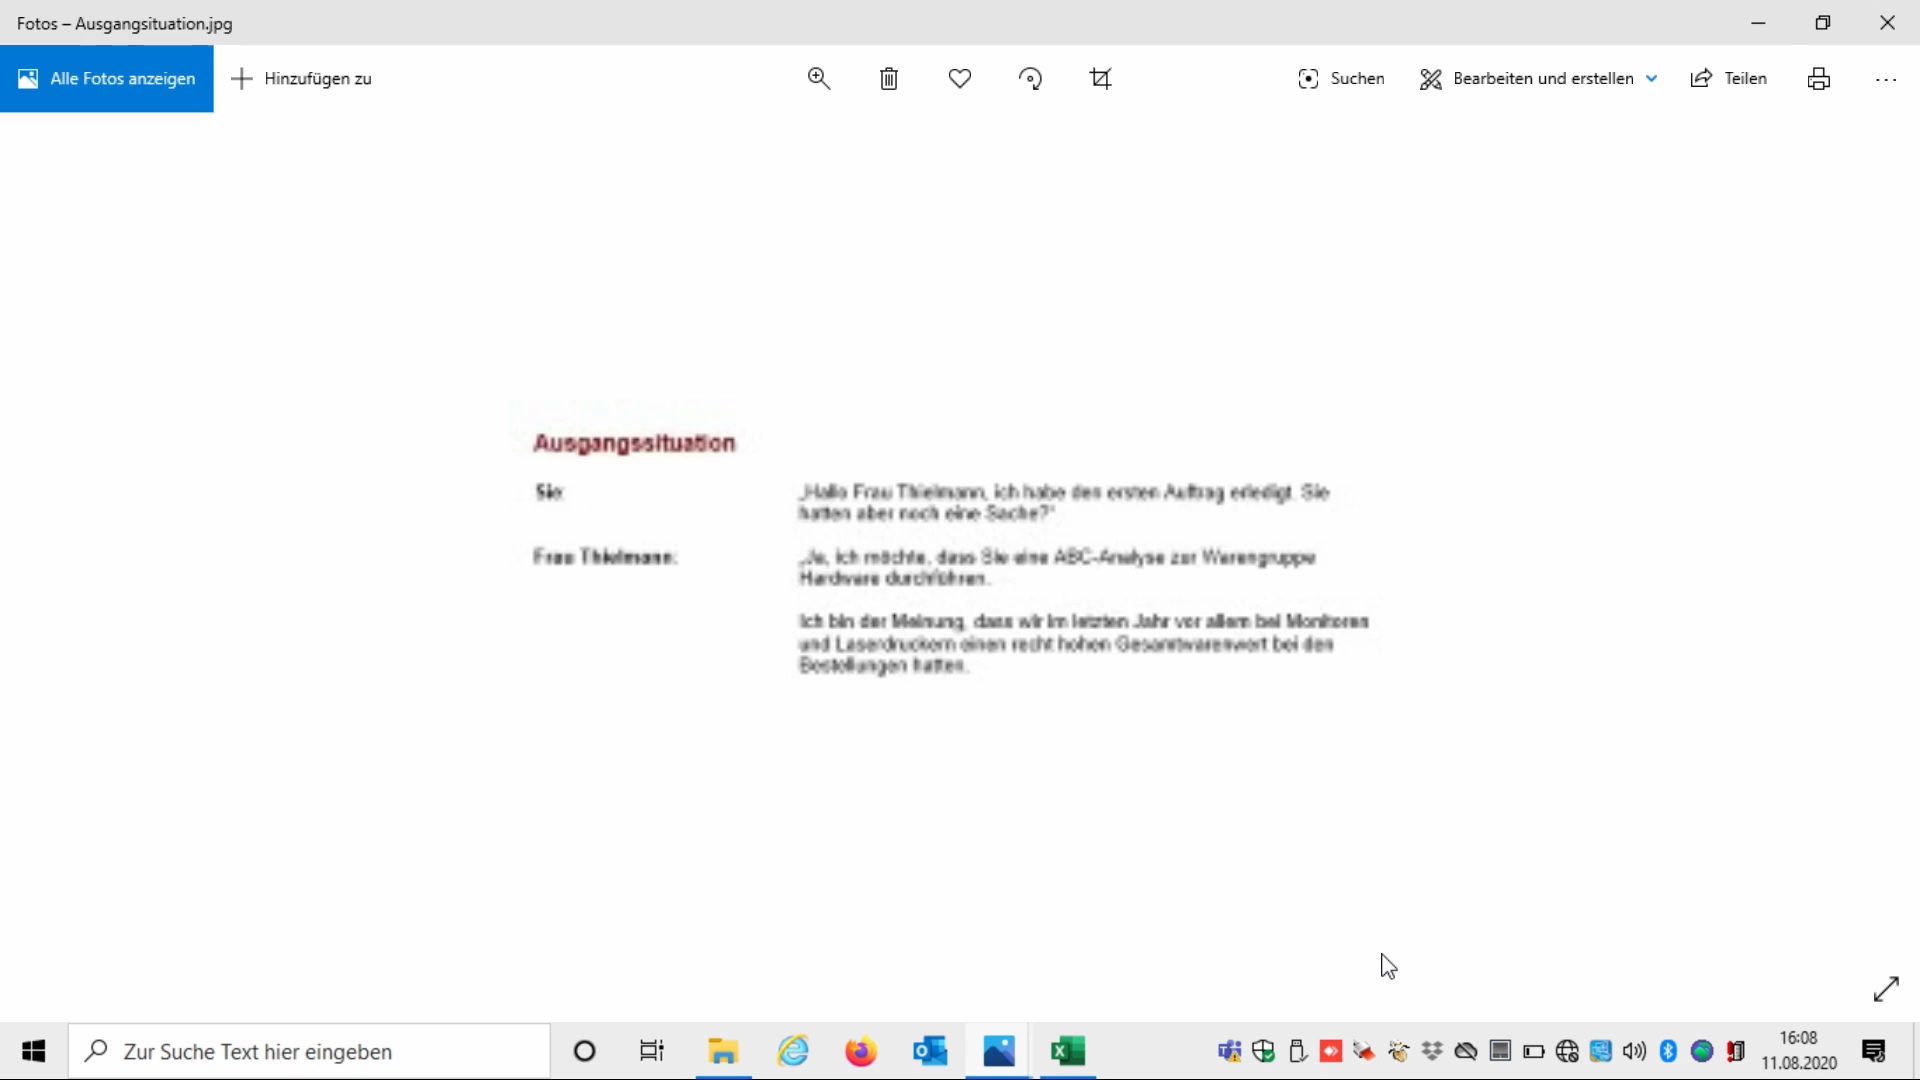 Fotos – Ausgangsituation.jpg
Alle Fotos anzeigen
Hinzufügen zu
Suchen
Bearbeiten und erstellen
Teilen
Ausgangssituation
Sie:
„Hallo Frau Thielmann, ich habe den ersten Auftrag erledigt. Sie
hatten aber noch eine Sache?"
Frau Thielmann:
„Ja, ich möchte, dass Sie eine ABC-Analyse zur Warengruppe
Hardware durchführen.
Ich bin der Meinung, dass wir im letzten Jahr vor allem bei Monitoren
und Laserdruckern einen recht hohen Gesamtwarenwert bei den
Bestellungen hatten.
Zur Suche Text hier eingeben
16:08
11.08.2020